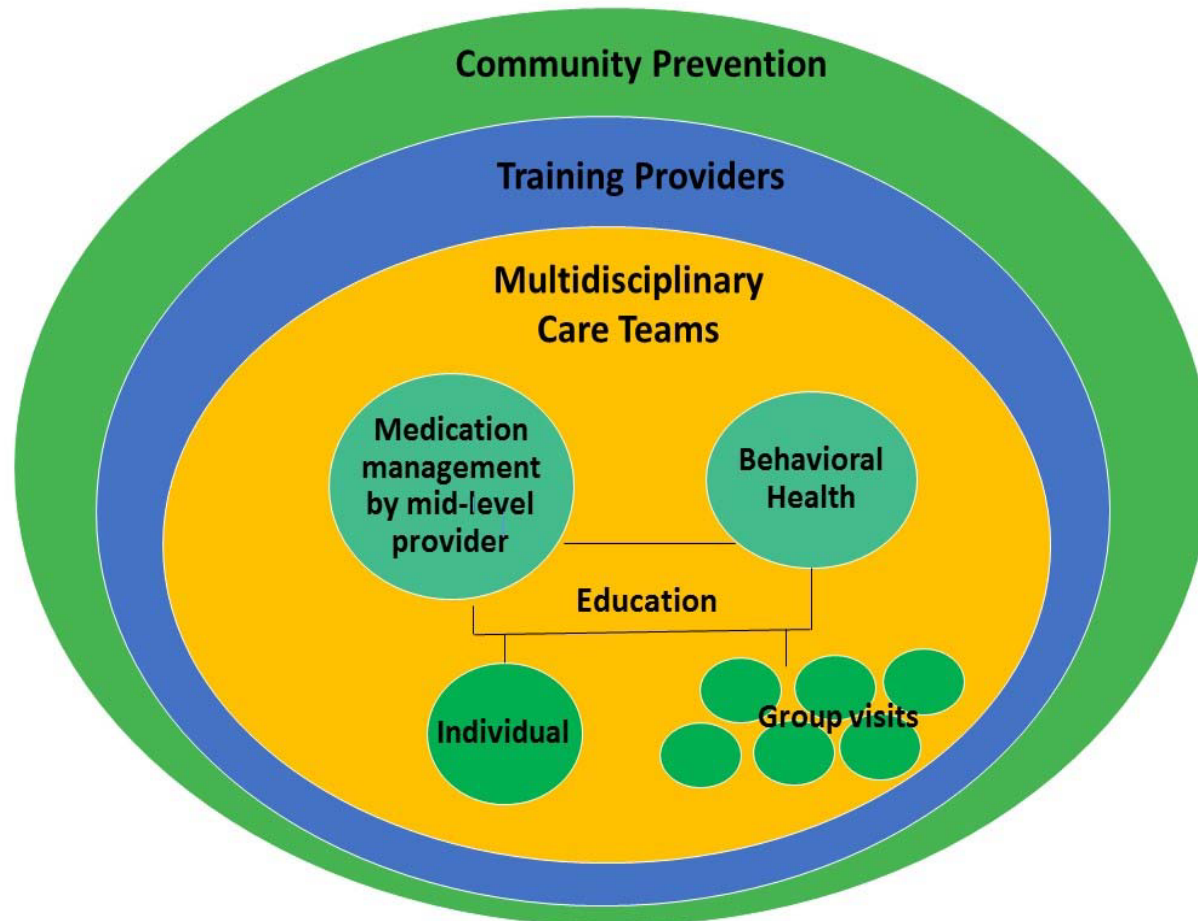 Community Prevention
Training Providers
Multidisciplinary
Care Teams
Medication
management
by mid-level
provider
Behavioral
Health
Education
Individual
Group visits